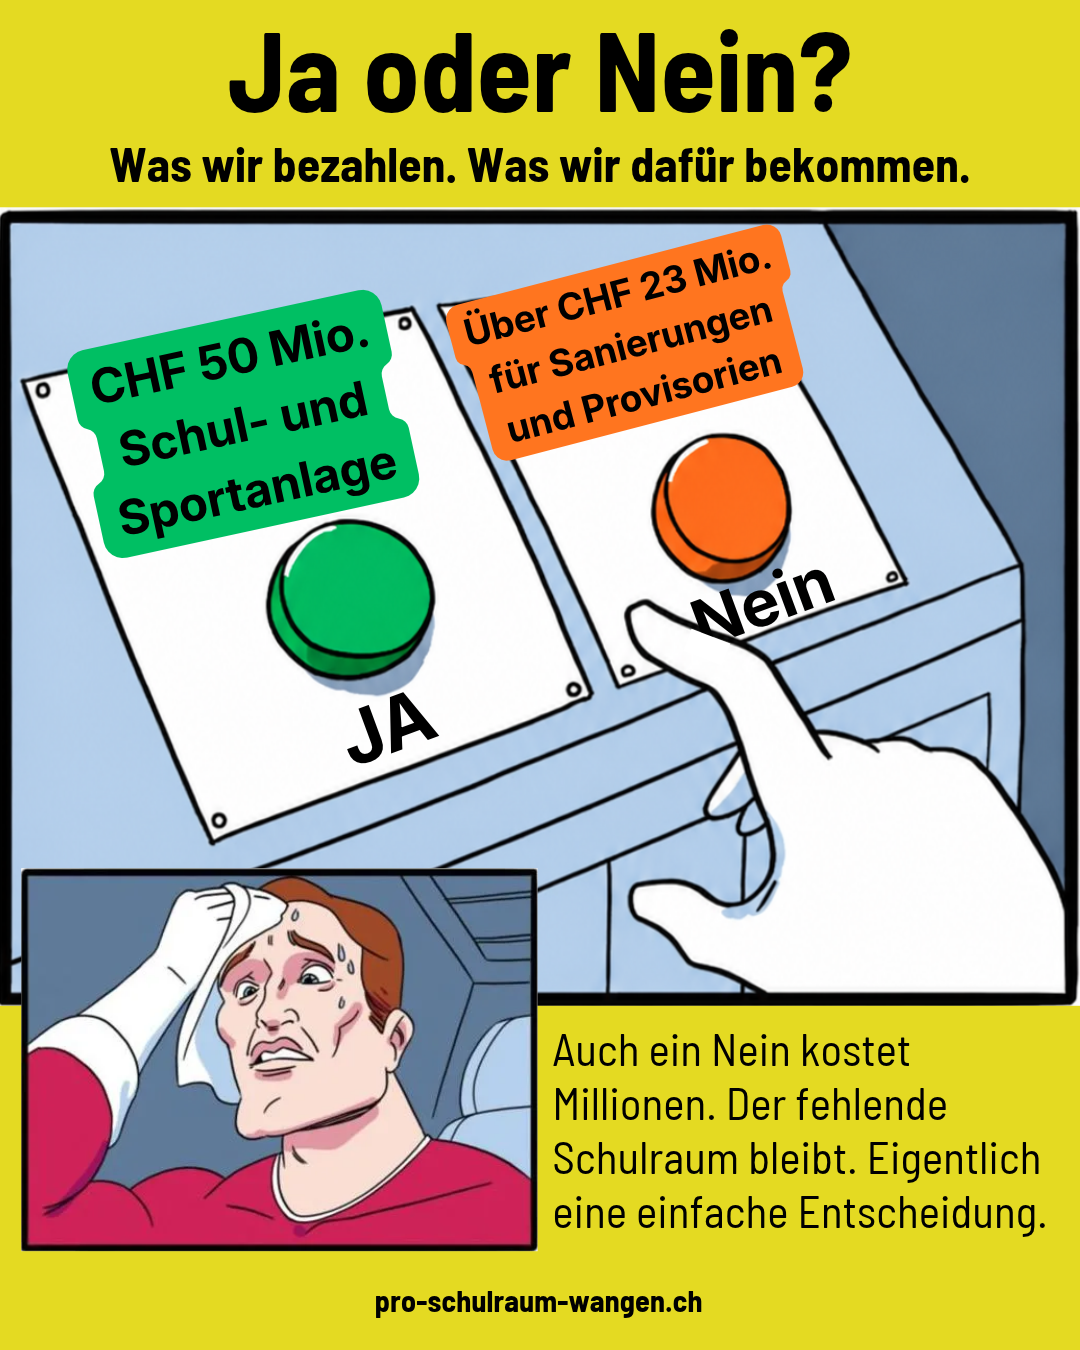 Ja oder Nein?
Was wir bezahlen. Was wir dafür bekommen.
CHF 50 Mio.
Schul- und
Sportanlage
JA
Über CHF 23 Mio.
für Sanierungen
und Provisorien
Nein
Auch ein Nein kostet
Millionen. Der fehlende
Schulraum bleibt. Eigentlich
eine einfache Entscheidung.
pro-schulraum-wangen.ch